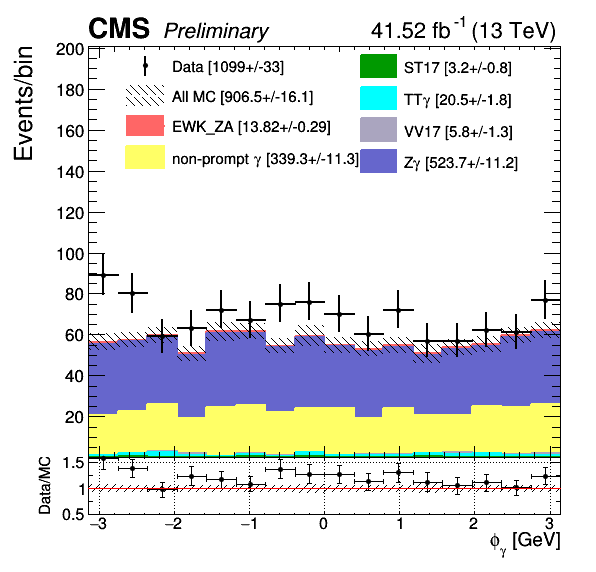 CMS Preliminary 41.52 fb⁻¹ (13 TeV)
Events/bin
200
180
160
140
120
100
80
60
40
20
Data [1099+/-33]
All MC [906.5+/-16.1]
EWK_ZA [13.82+/-0.29]
non-prompt γ [339.3+/-11.3]
ST17 [3.2+/-0.8]
TTγ [20.5+/-1.8]
VV17 [5.8+/-1.3]
Zγ [523.7+/-11.2]
Data/MC
1.5
1
0.5
−3 −2 −1 0 1 2 3
ϕγ [GeV]